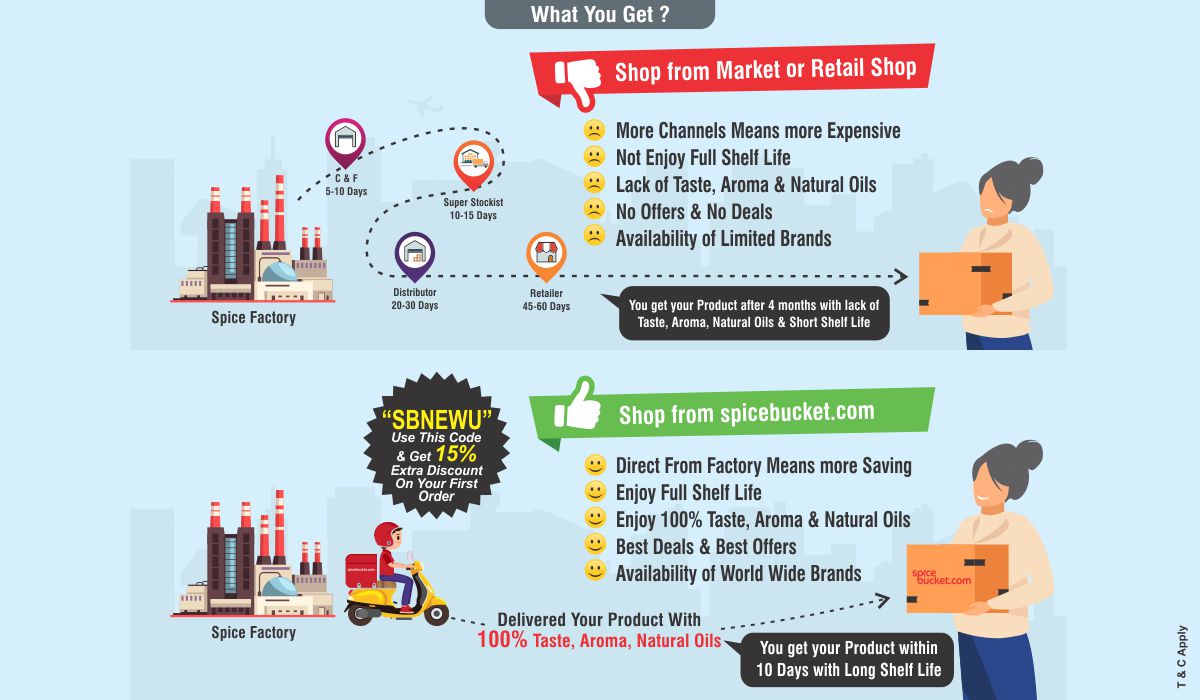 What You Get ?
Shop from Market or Retail Shop
More Channels Means more Expensive
Not Enjoy Full Shelf Life
Lack of Taste, Aroma & Natural Oils
No Offers & No Deals
Availability of Limited Brands
C & F
5-10 Days
Super Stockist
10-15 Days
Distributor
20-30 Days
Retailer
45-60 Days
Spice Factory
You get your Product after 4 months with lack of
Taste, Aroma, Natural Oils & Short Shelf Life
“SBNEWU”
Use This Code
& Get 15%
Extra Discount
On Your First
Order
Shop from spicebucket.com
Direct From Factory Means more Saving
Enjoy Full Shelf Life
Enjoy 100% Taste, Aroma & Natural Oils
Best Deals & Best Offers
Availability of World Wide Brands
spicebucket.com
spice
bucket.com
Spice Factory
Delivered Your Product With
100% Taste, Aroma, Natural Oils
You get your Product within
10 Days with Long Shelf Life
T & C Apply